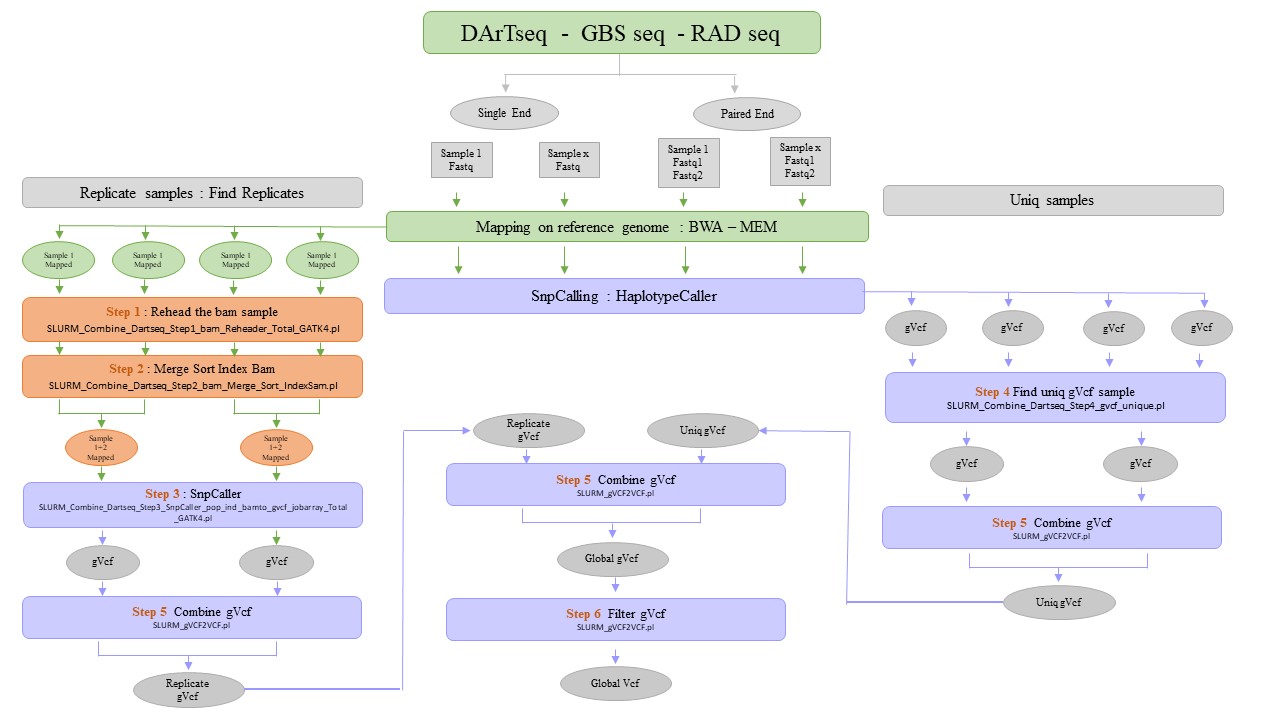 DArTseq - GBS seq - RAD seq
Single End
Paired End
Sample 1
Fastq
Sample x
Fastq
Sample 1
Fastq1
Fastq2
Sample x
Fastq1
Fastq2
Replicate samples : Find Replicates
Uniq samples
Mapping on reference genome : BWA – MEM
Sample 1
Mapped
Sample 1
Mapped
Sample 1
Mapped
Sample 1
Mapped
SnpCalling : HaplotypeCaller
Step 1 : Rehead the bam sample
SLURM_Combine_Dartseq_Step1_bam_Reheader_Total_GATK4.pl
Step 2 : Merge Sort Index Bam
SLURM_Combine_Dartseq_Step2_bam_Merge_Sort_IndexSam.pl
Sample
1+2
Mapped
Sample
1+2
Mapped
Step 3 : SnpCaller
SLURM_Combine_Dartseq_Step3_SnpCaller_pop_ind_bamto_gvcf_jobarray_Total
_GATK4.pl
gVcf
gVcf
Step 5 Combine gVcf
SLURM_gVCF2VCF.pl
Replicate
gVcf
Replicate
gVcf
Uniq gVcf
Step 5 Combine gVcf
SLURM_gVCF2VCF.pl
Global gVcf
Step 6 Filter gVcf
SLURM_gVCF2VCF.pl
Global Vcf
gVcf
gVcf
gVcf
gVcf
Step 4 Find uniq gVcf sample
SLURM_Combine_Dartseq_Step4_gvcf_unique.pl
gVcf
gVcf
Step 5 Combine gVcf
SLURM_gVCF2VCF.pl
Uniq gVcf